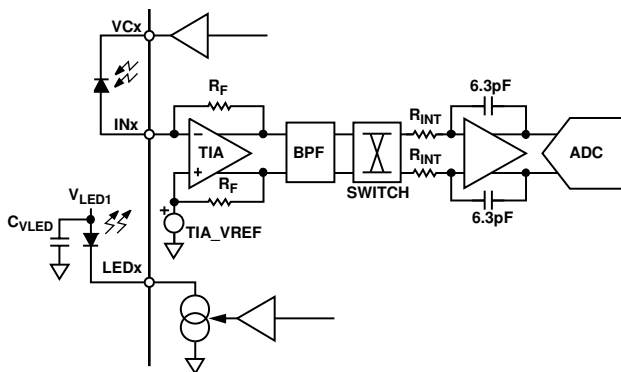 VCx
RF
6.3pF
RINT
INx
−
TIA
+
BPF
RINT
ADC
RF
SWITCH
6.3pF
VLED1
+
CVLED
TIA_VREF
LEDx